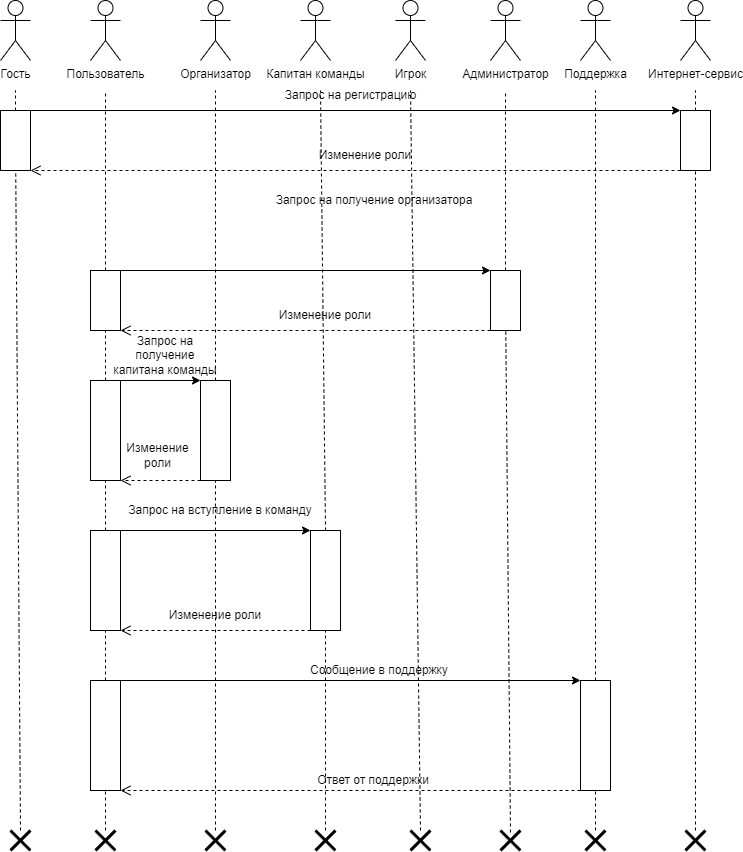 Гость
Пользователь
Организатор
Капитан команды
Игрок
Администратор
Поддержка
Интернет-сервис
Запрос на регистрацию
Изменение роли
Запрос на получение организатора
Изменение роли
Запрос на
получение
капитана команды
Изменение
роли
Запрос на вступление в команду
Изменение роли
Сообщение в поддержку
Ответ от поддержки